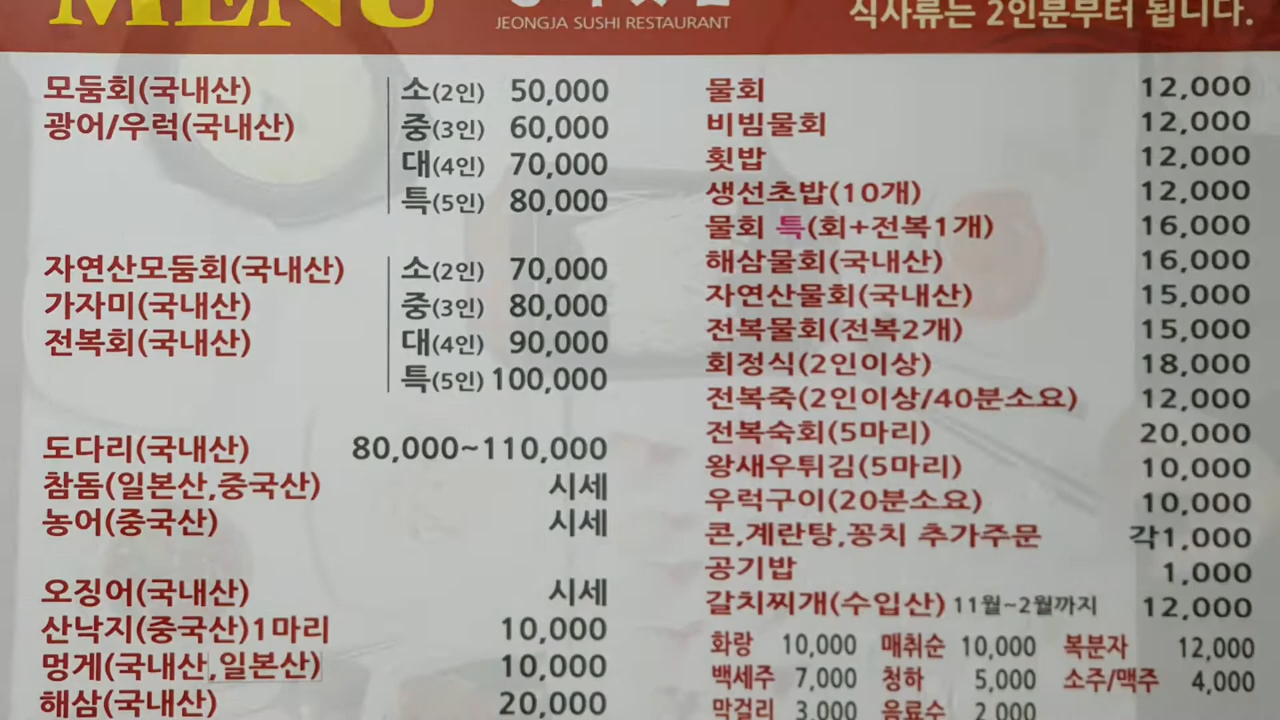 MENU
JEONGJA SUSHI RESTAURANT
식사류는 2인분부터 됩니다.
모둠회(국내산)
광어/우럭(국내산)
소(2인) 50,000
중(3인) 60,000
대(4인) 70,000
특(5인) 80,000
자연산모둠회(국내산)
가자미(국내산)
전복회(국내산)
소(2인) 70,000
중(3인) 80,000
대(4인) 90,000
특(5인) 100,000
도다리(국내산) 80,000~110,000
참돔(일본산,중국산) 시세
농어(중국산) 시세
오징어(국내산) 시세
산낙지(중국산)1마리 10,000
멍게(국내산,일본산) 10,000
해삼(국내산) 20,000
물회 12,000
비빔물회 12,000
횟밥 12,000
생선초밥(10개) 12,000
물회 특(회+전복1개) 16,000
해삼물회(국내산) 16,000
자연산물회(국내산) 15,000
전복물회(전복2개) 15,000
회정식(2인이상) 18,000
전복죽(2인이상/40분소요) 12,000
전복숙회(5마리) 20,000
왕새우튀김(5마리) 10,000
우럭구이(20분소요) 10,000
콘,계란탕,꽁치 추가주문 각1,000
공기밥 1,000
갈치찌개(수입산) 11월~2월까지 12,000
화랑 10,000 매취순 10,000 복분자 12,000
백세주 7,000 청하 5,000 소주/맥주 4,000
막걸리 3,000 음료수 2,000